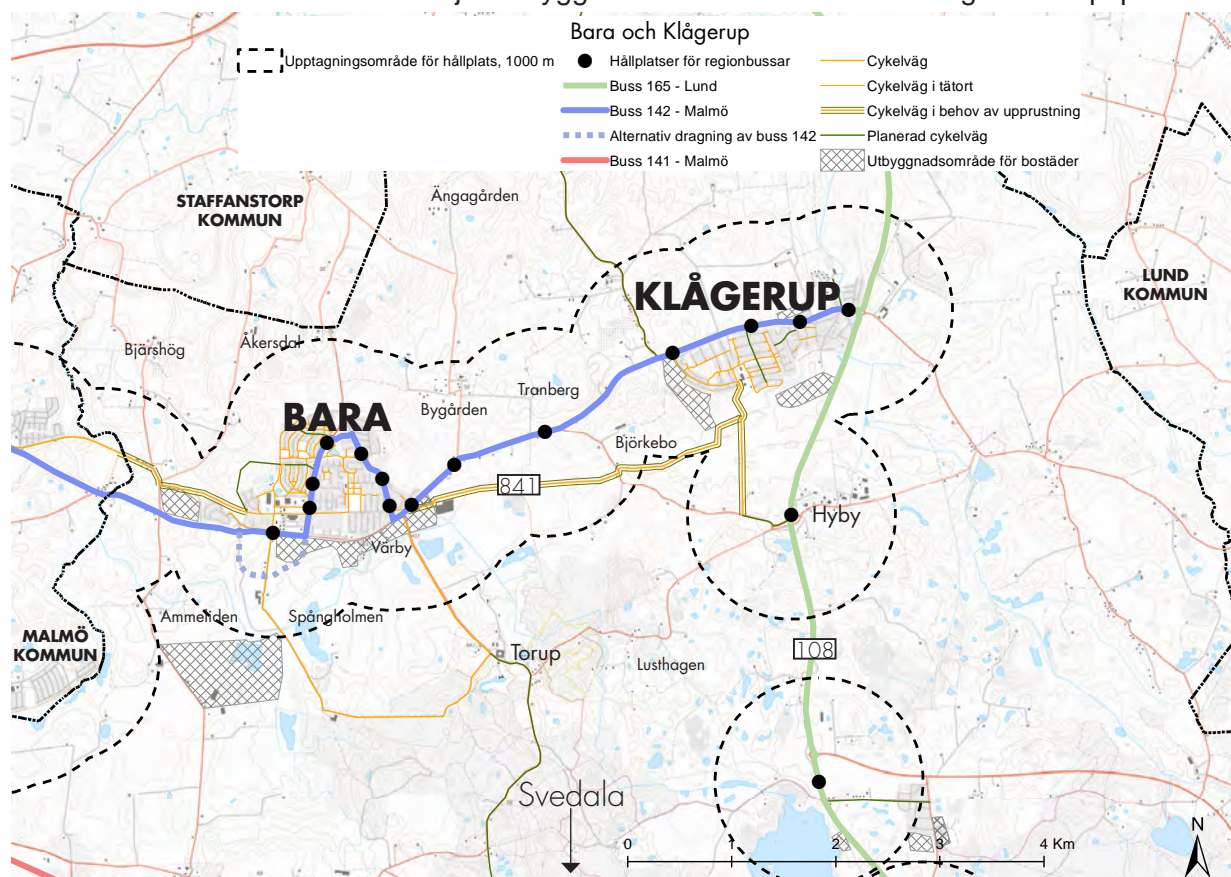 Bara och Klågerup
Upptagningsområde för hållplats, 1000 m
Hållplatser för regionbussar
Buss 165 - Lund
Buss 142 - Malmö
Alternativ dragning av buss 142
Buss 141 - Malmö
Cykelväg
Cykelväg i tätort
Cykelväg i behov av upprustning
Planerad cykelväg
Utbyggnadsområde för bostäder
STAFFANSTORP
KOMMUN
Ängagården
LUND
KOMMUN
KLÅGERUP
Bjärshög
Åkersdal
Tranberg
BARA
Bygården
Björkebo
841
Hyby
Värby
Ammeliden
Spångholmen
MALMÖ
KOMMUN
Torup
Lusthagen
108
Svedala
N
0 1 2 3 4 Km